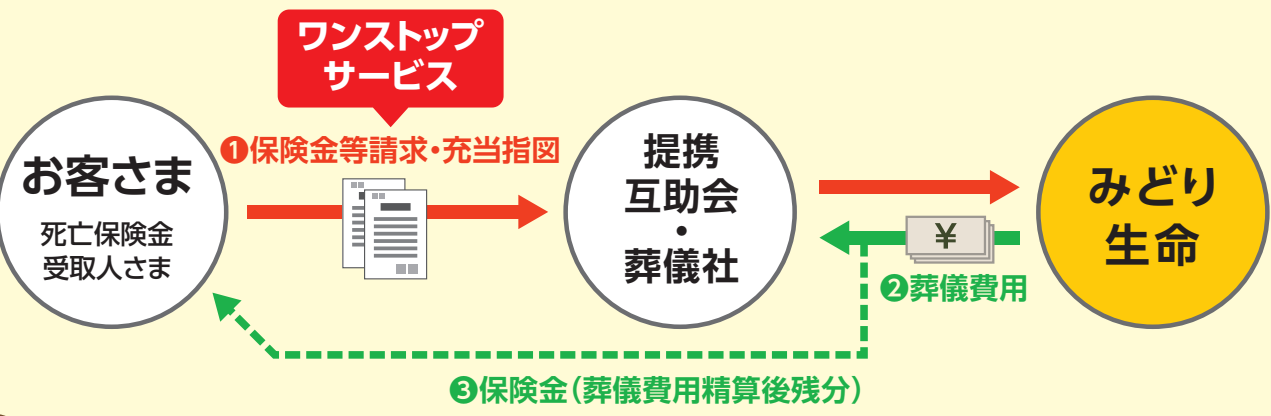 ワンストップ
サービス
❶保険金等請求・充当指図
お客さま
死亡保険金
受取人さま
提携
互助会
・
葬儀社
みどり
生命
¥
❷葬儀費用
❸保険金(葬儀費用精算後残分)